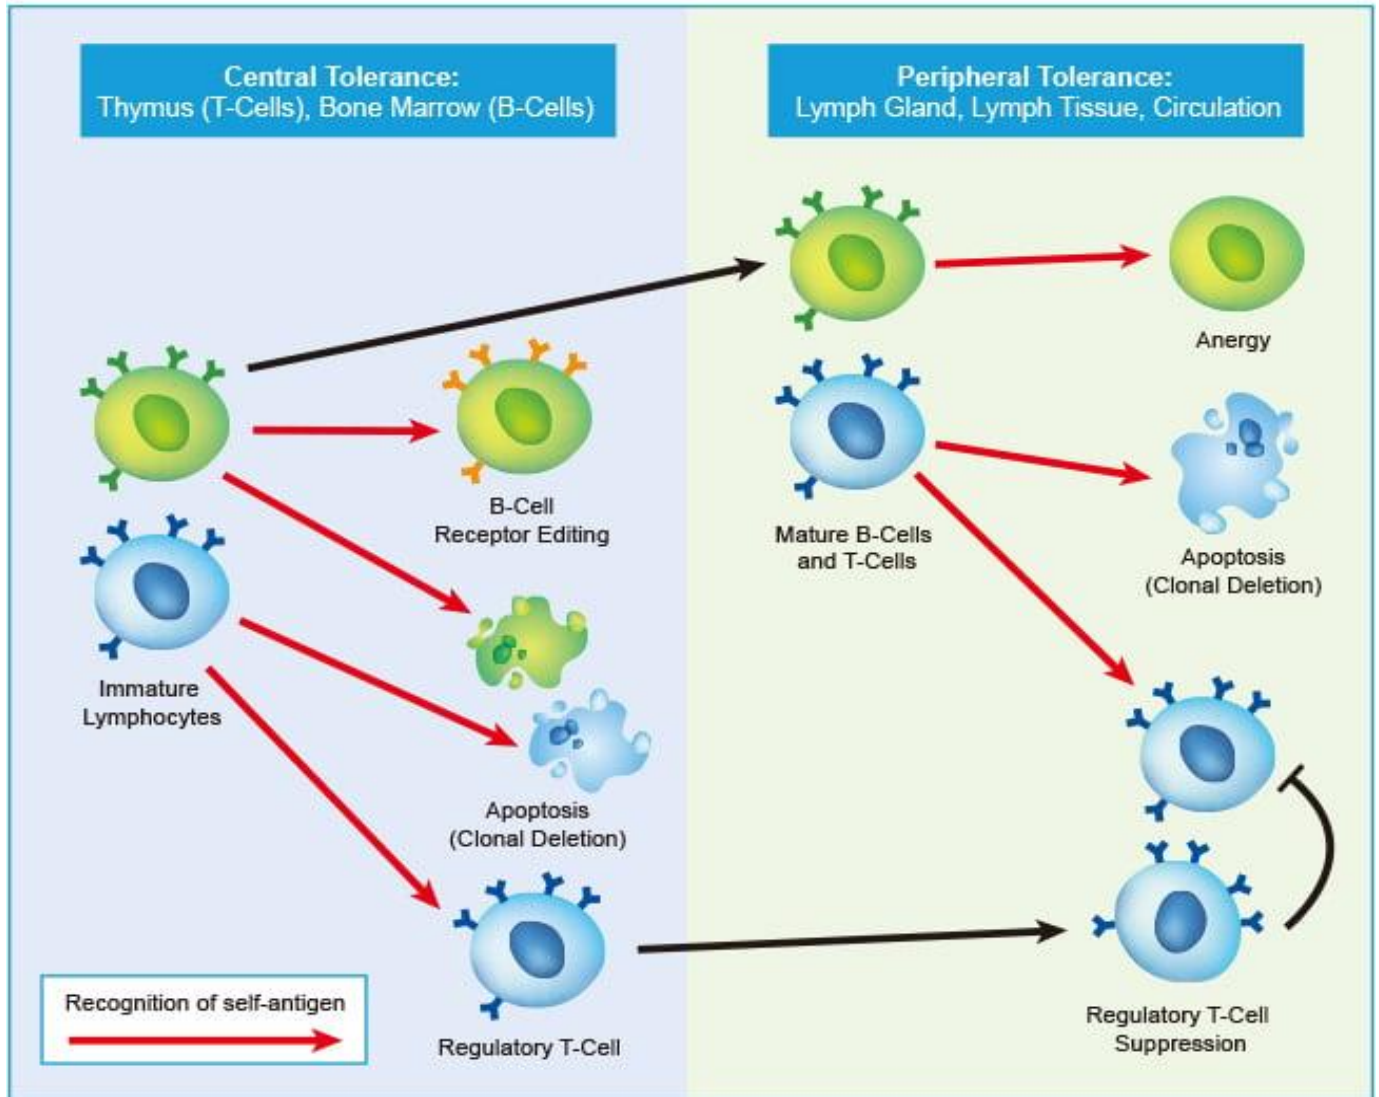 Central Tolerance:
Thymus (T-Cells), Bone Marrow (B-Cells)
Peripheral Tolerance:
Lymph Gland, Lymph Tissue, Circulation
Anergy
B-Cell
Receptor Editing
Mature B-Cells
and T-Cells
Apoptosis
(Clonal Deletion)
Immature
Lymphocytes
Apoptosis
(Clonal Deletion)
Recognition of self-antigen
Regulatory T-Cell
Regulatory T-Cell
Suppression